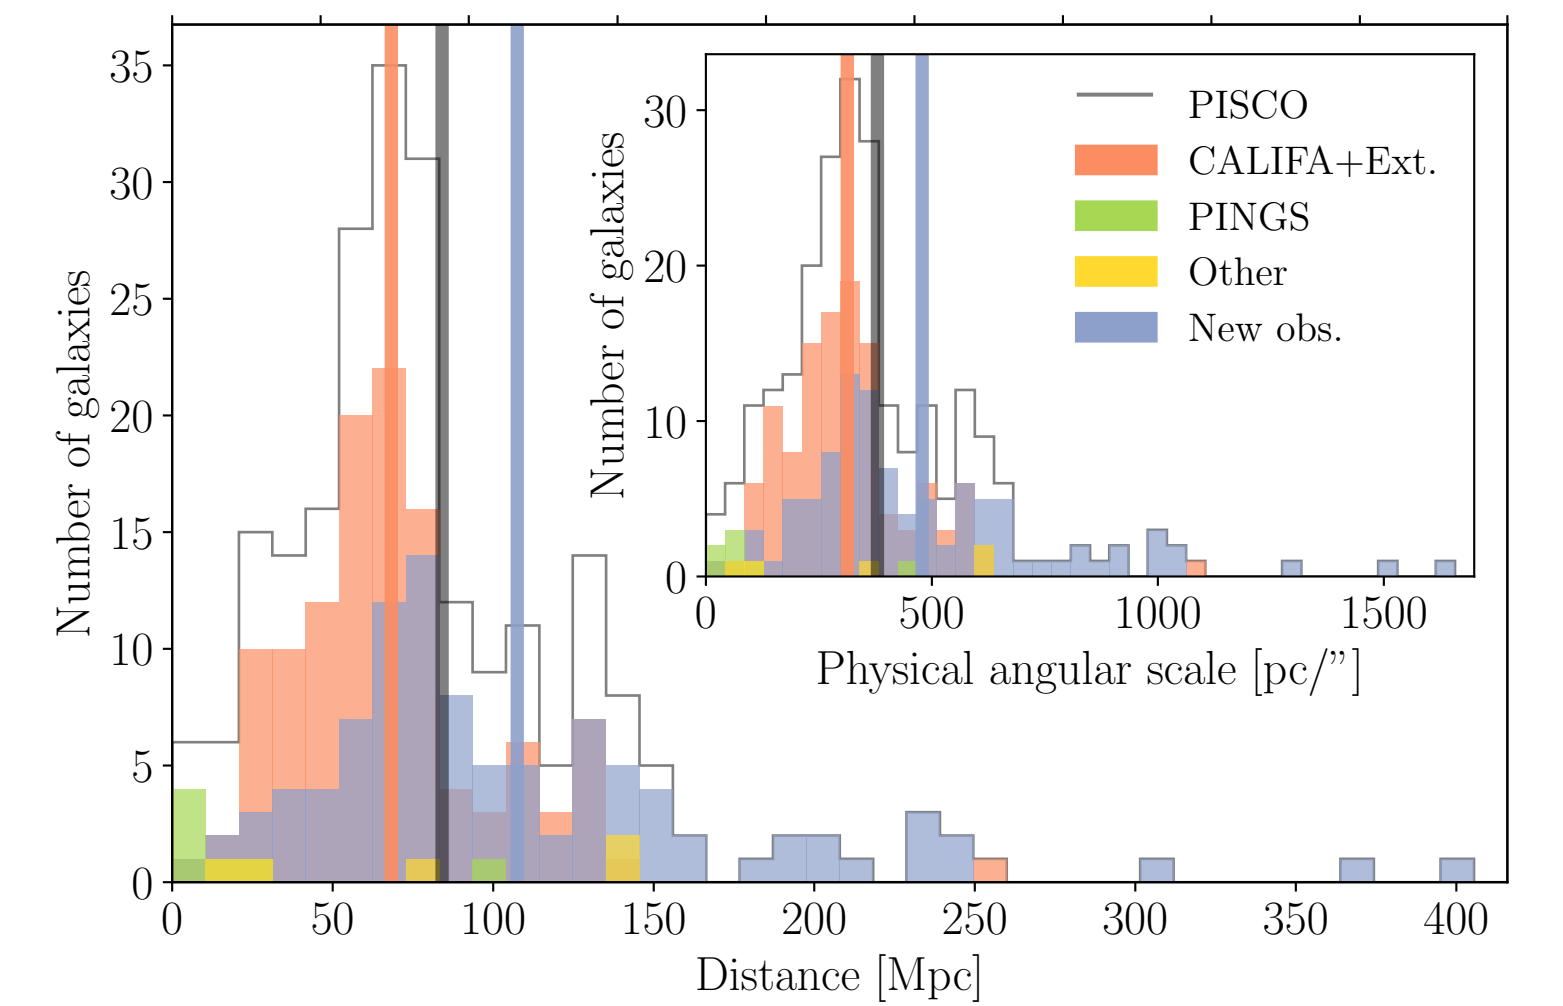 35
30
25
20
15
10
5
0
Number of galaxies
0 50 100 150 200 250 300 350 400
Distance [Mpc]
30
20
10
0
Number of galaxies
0 500 1000 1500
Physical angular scale [pc/”]
PISCO
CALIFA+Ext.
PINGS
Other
New obs.